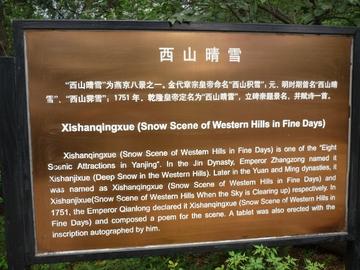 西山晴雪
"西山晴雪"为燕京八景之一。金代章宗皇帝命名"西山积雪"；元、明时期曾名"西山晴
雪"、"西山霁雪"；1751年，乾隆皇帝定名为"西山晴雪"，立碑亲题景名，并赋诗一首。
Xishanqingxue (Snow Scene of Western Hills in Fine Days)
Xishanqingxue (Snow Scene of Western Hills in Fine Days) is one of the "Eight
Scenic Attractions in Yanjing". In the Jin Dynasty, Emperor Zhangzong named it
Xishanjixue (Deep Snow in the Western Hills). Later in the Yuan and Ming dynasties, it
was named as Xishanqingxue (Snow Scene of Western Hills in Fine Days) and
Xishanjixue(Snow Scene of Western Hills When the Sky is Clearing up) respectively. In
1751, the Emperor Qianlong declared it Xishanqingxue (Snow Scene of Western Hills in
Fine Days) and composed a poem for the scene. A tablet was also erected with the
inscription autographed by him.